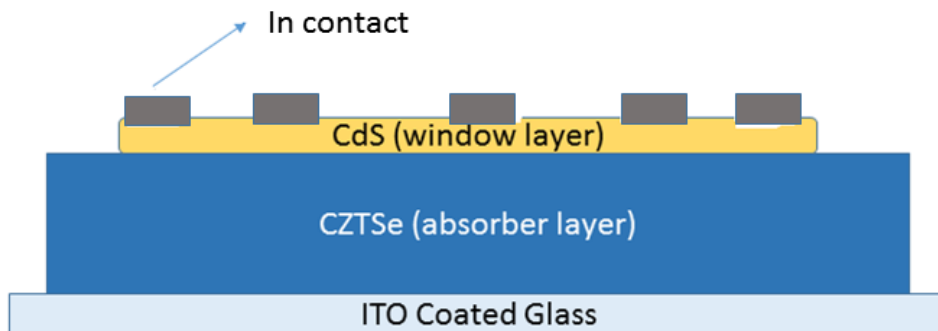 In contact
CdS (window layer)
CZTSe (absorber layer)
ITO Coated Glass